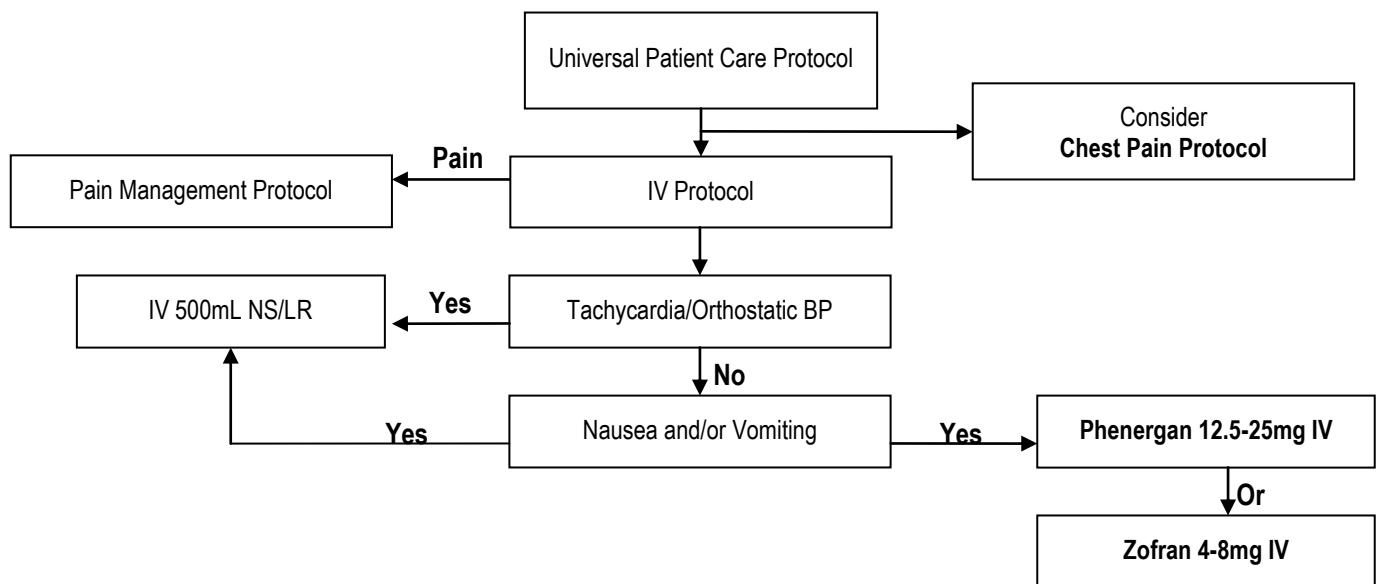 Universal Patient Care Protocol
Consider
Chest Pain Protocol
Pain
Pain Management Protocol
IV Protocol
IV 500mL NS/LR
Yes
Tachycardia/Orthostatic BP
No
Yes
Nausea and/or Vomiting
Yes
Phenergan 12.5-25mg IV
Or
Zofran 4-8mg IV